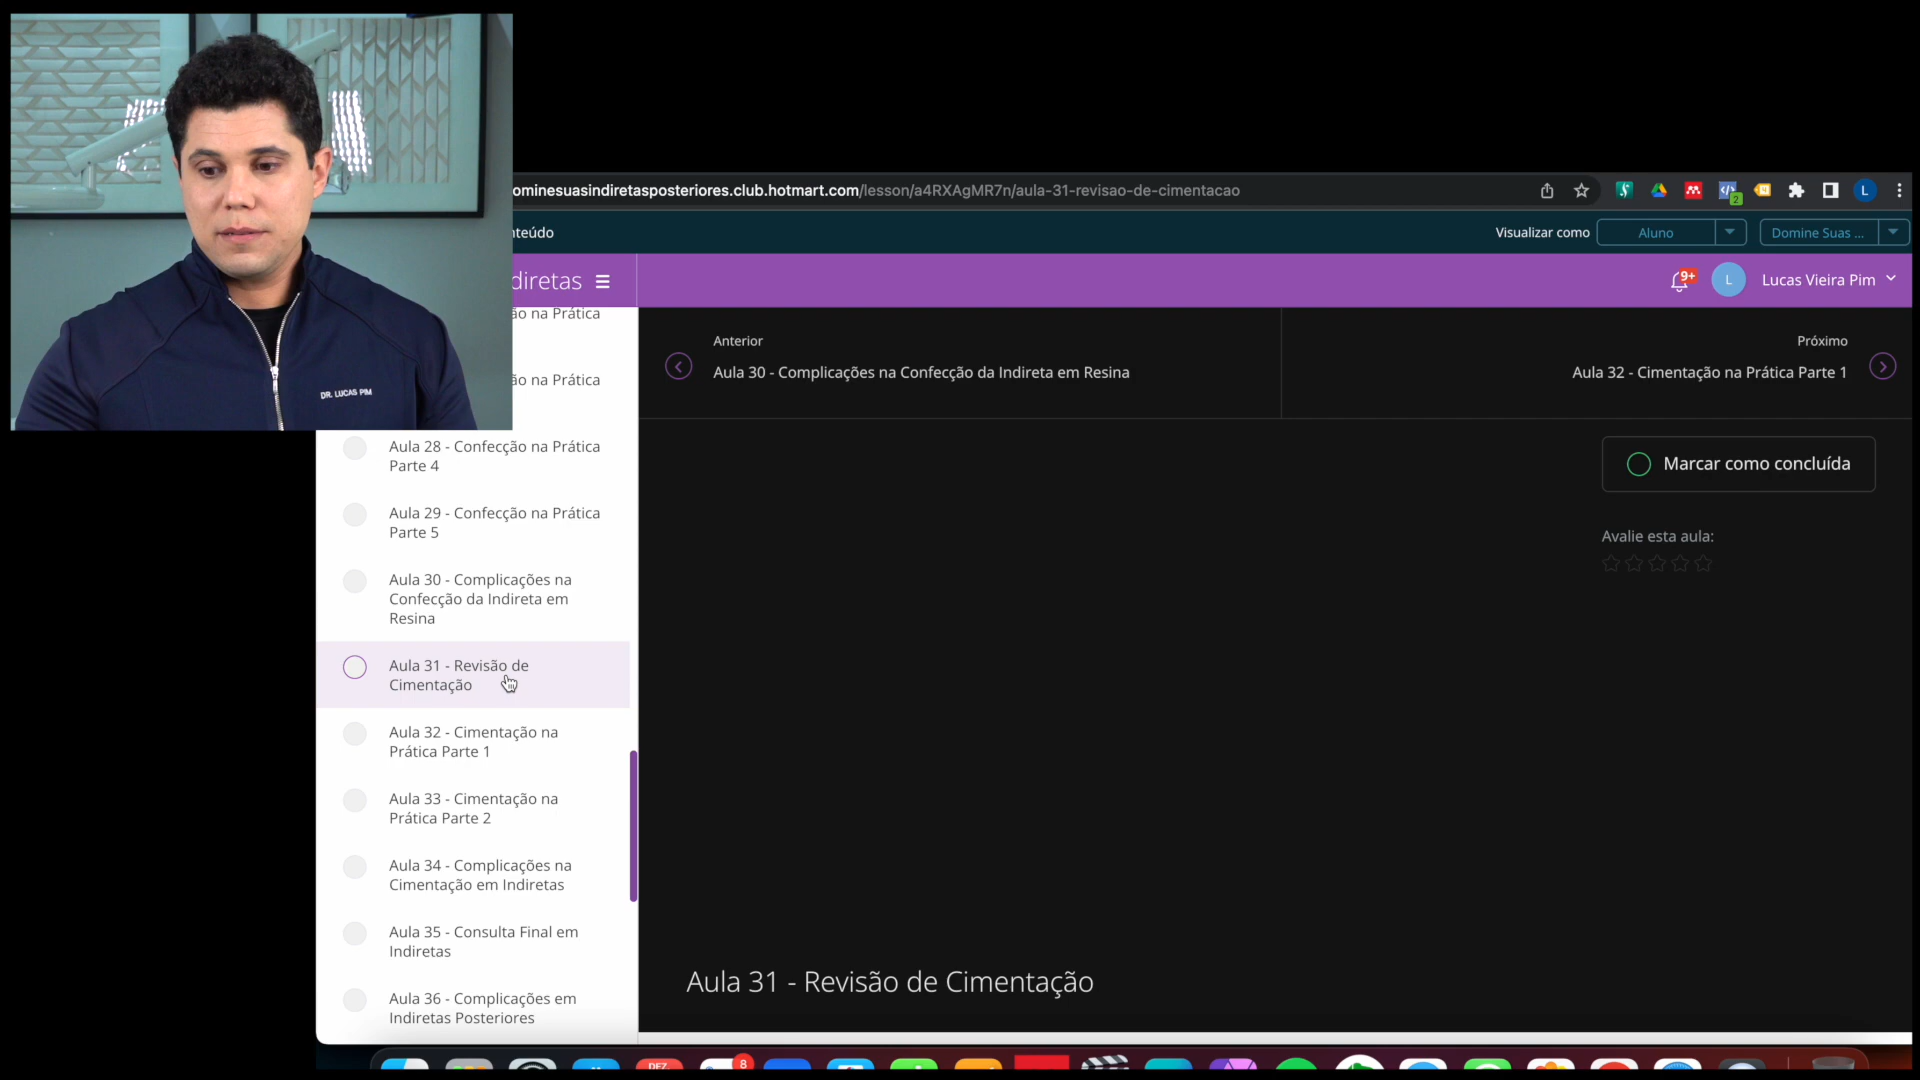 DR. LUCAS PIM
ominesuasindiretasposteriores.club.hotmart.com/lesson/a4RXAgMR7n/aula-31-revisao-de-cimentacao
2
L
nteúdo
Visualizar como
Aluno
Domine Suas ...
diretas
9+
L
Lucas Vieira Pim
ão na Prática
ão na Prática
Aula 28 - Confecção na Prática
Parte 4
Aula 29 - Confecção na Prática
Parte 5
Aula 30 - Complicações na
Confecção da Indireta em
Resina
Aula 31 - Revisão de
Cimentação
Aula 32 - Cimentação na
Prática Parte 1
Aula 33 - Cimentação na
Prática Parte 2
Aula 34 - Complicações na
Cimentação em Indiretas
Aula 35 - Consulta Final em
Indiretas
Aula 36 - Complicações em
Indiretas Posteriores
Anterior
Aula 30 - Complicações na Confecção da Indireta em Resina
Próximo
Aula 32 - Cimentação na Prática Parte 1
Marcar como concluída
Avalie esta aula:
Aula 31 - Revisão de Cimentação
DEZ
8